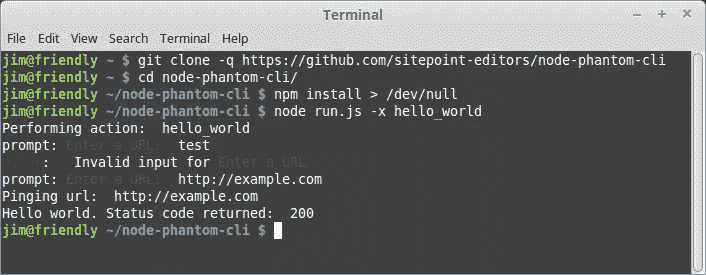 Terminal
File Edit View Search Terminal Help
jim@friendly ~ $ git clone -q https://github.com/sitepoint-editors/node-phantom-cli
jim@friendly ~ $ cd node-phantom-cli/
jim@friendly ~/node-phantom-cli $ npm install > /dev/null
jim@friendly ~/node-phantom-cli $ node run.js -x hello_world
Performing action:  hello_world
prompt: Enter a URL:  test
:   Invalid input for Enter a URL
prompt: Enter a URL:  http://example.com
Pinging url:  http://example.com
Hello world. Status code returned:  200
jim@friendly ~/node-phantom-cli $